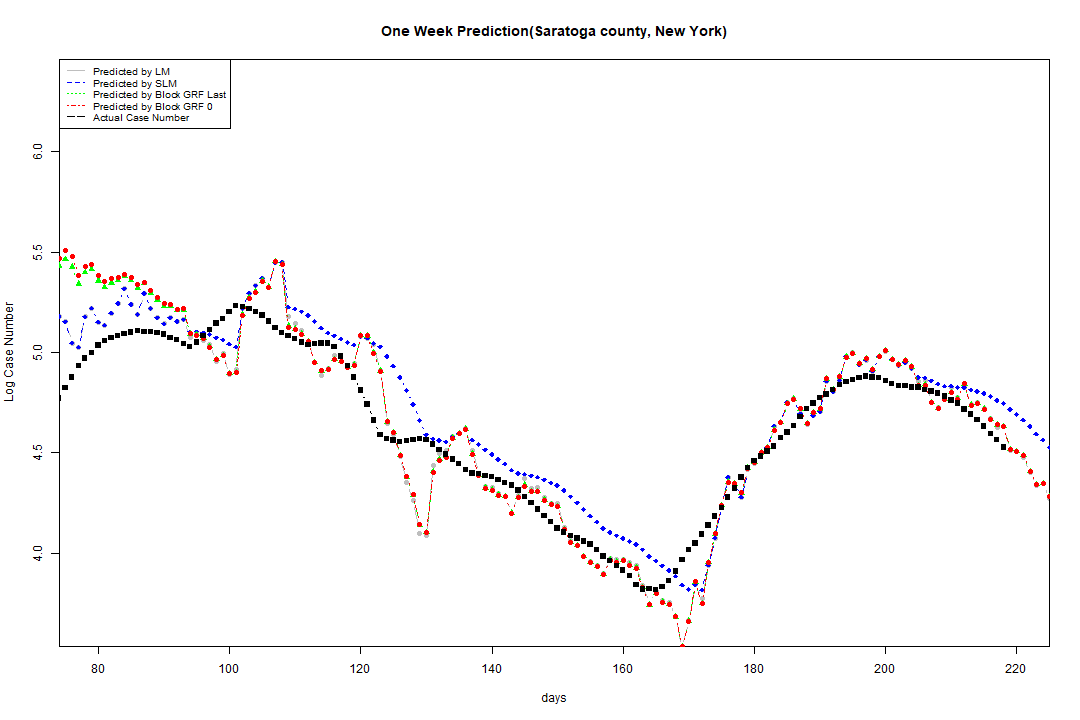 One Week Prediction(Saratoga county, New York)
Predicted by LM
Predicted by SLM
Predicted by Block GRF Last
Predicted by Block GRF 0
Actual Case Number
6.0
5.5
5.0
4.5
4.0
Log Case Number
80 100 120 140 160 180 200 220
days